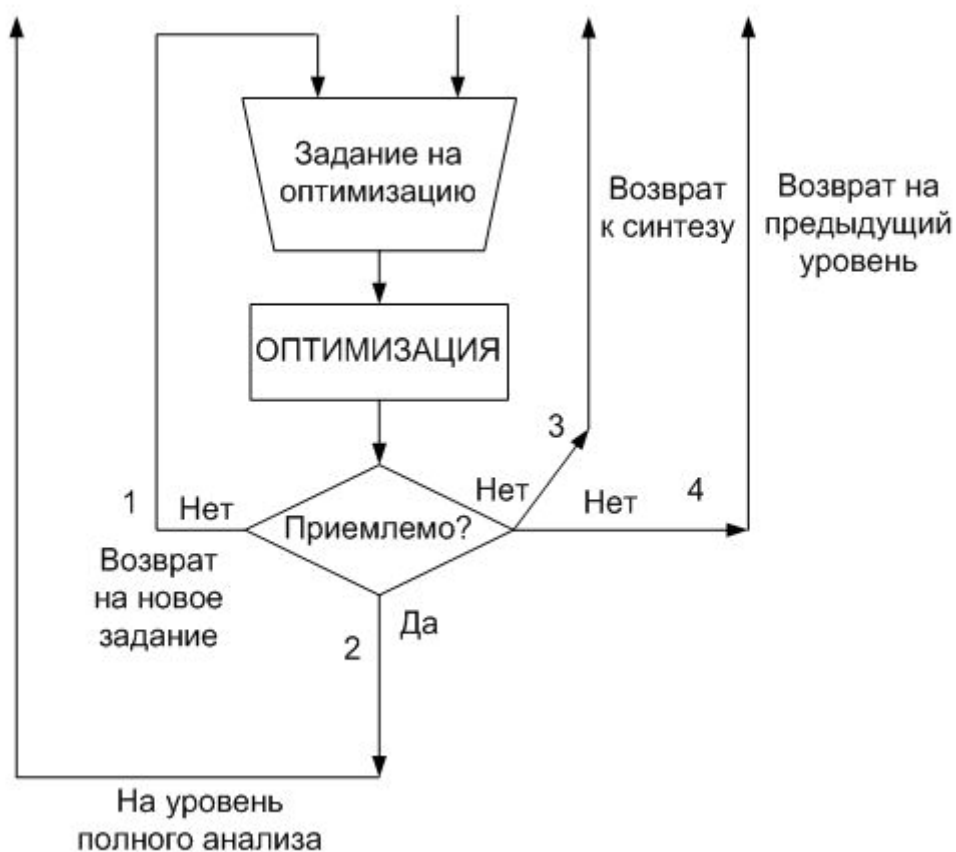 Задание на
оптимизацию
Возврат
к синтезу
Возврат на
предыдущий
уровень
ОПТИМИЗАЦИЯ
3
1
Нет
Приемлемо?
Нет
Нет
4
Возврат
на новое
задание
2
Да
На уровень
полного анализа